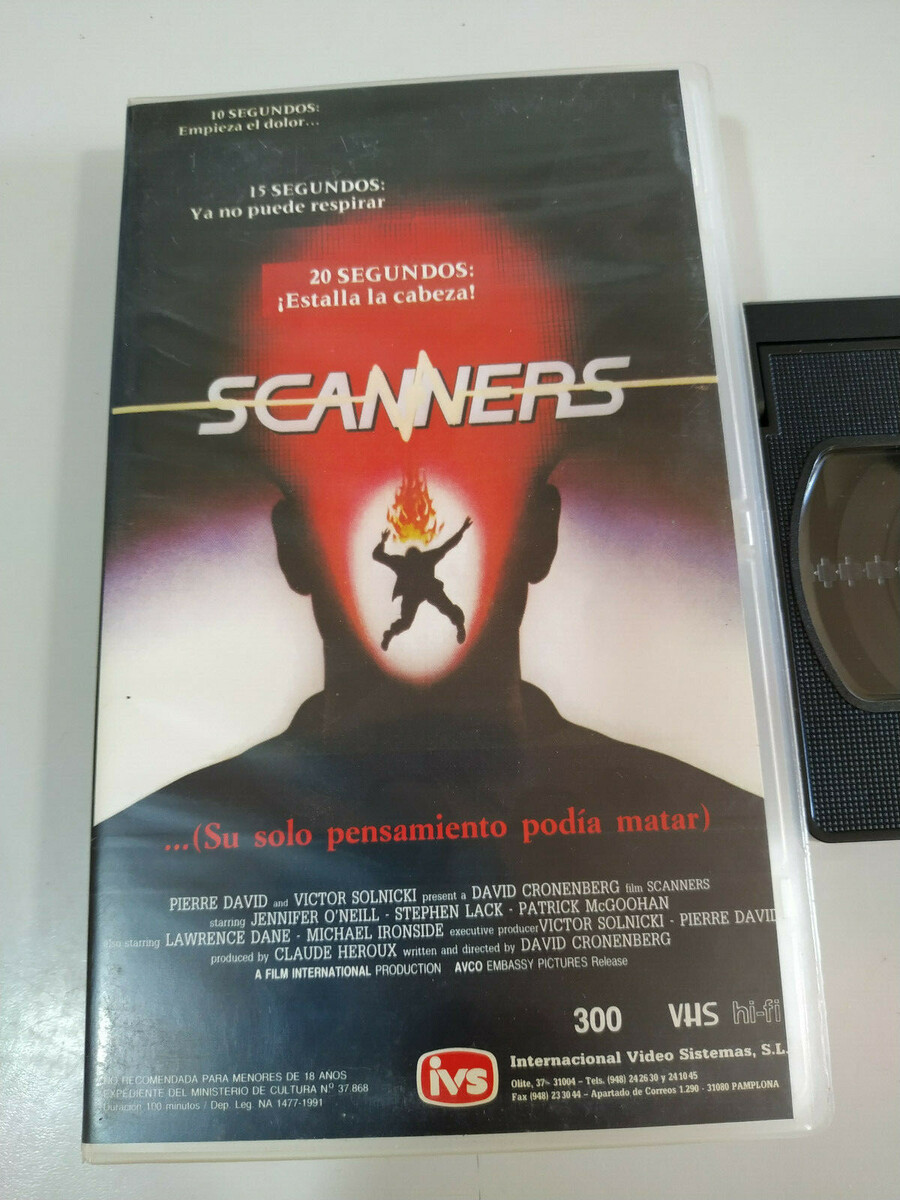 10 SEGUNDOS:
Empieza el dolor...
15 SEGUNDOS:
Ya no puede respirar
20 SEGUNDOS:
¡Estalla la cabeza!
SCANNERS
...(Su solo pensamiento podía matar)
PIERRE DAVID and VICTOR SOLNICKI present a DAVID CRONENBERG film SCANNERS
starring JENNIFER O'NEILL - STEPHEN LACK - PATRICK McGOOHAN
also starring LAWRENCE DANE - MICHAEL IRONSIDE executive producer VICTOR SOLNICKI - PIERRE DAVID
produced by CLAUDE HEROUX written and directed by DAVID CRONENBERG
A FILM INTERNATIONAL PRODUCTION AVCO EMBASSY PICTURES Release
300 VHS hi-fi
ivs
Internacional Video Sistemas, S.L.
Olite, 37- 31004 - Tels. (948) 24 26 30 y 24 10 45
Fax (948) 23 30 44 - Apartado de Correos 1.290 - 31080 PAMPLONA
NO RECOMENDADA PARA MENORES DE 18 AÑOS
EXPEDIENTE DEL MINISTERIO DE CULTURA Nº 37.868
Duración 100 minutos / Dep. Leg. NA 1477-1991